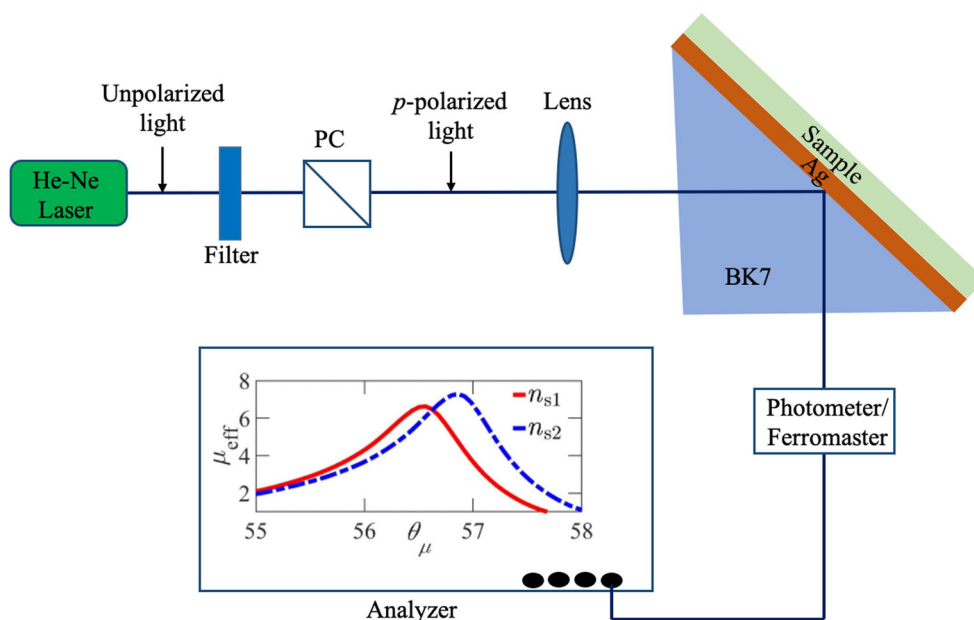 Unpolarized
light
p-polarized
light
Lens
PC
He-Ne
Laser
Filter
Sample
Ag
BK7
8
6
4
2
μeff
ns1
ns2
55
56
57
58
θμ
Photometer/
Ferromaster
Analyzer